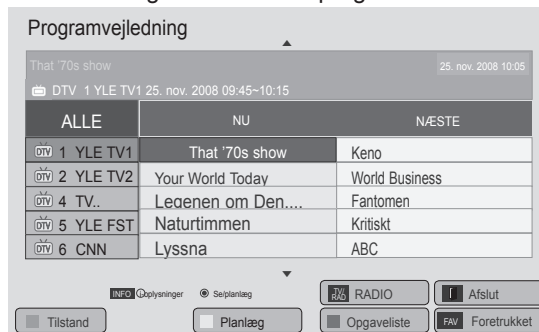 Programvejledning
That '70s show 25. nov. 2008 10:05
DTV 1 YLE TV1 25. nov. 2008 09:45~10:15
ALLE NU NÆSTE
DTV 1 YLE TV1 That '70s show Keno
DTV 2 YLE TV2 Your World Today World Business
DTV 4 TV.. Legenen om Den.... Fantomen
DTV 5 YLE FST Naturtimmen Kritiskt
DTV 6 CNN Lyssna ABC
INFO oplysninger Se/planlæg TV/RAD RADIO Afslut
Tilstand Planlæg Opgaveliste FAV Foretrukket